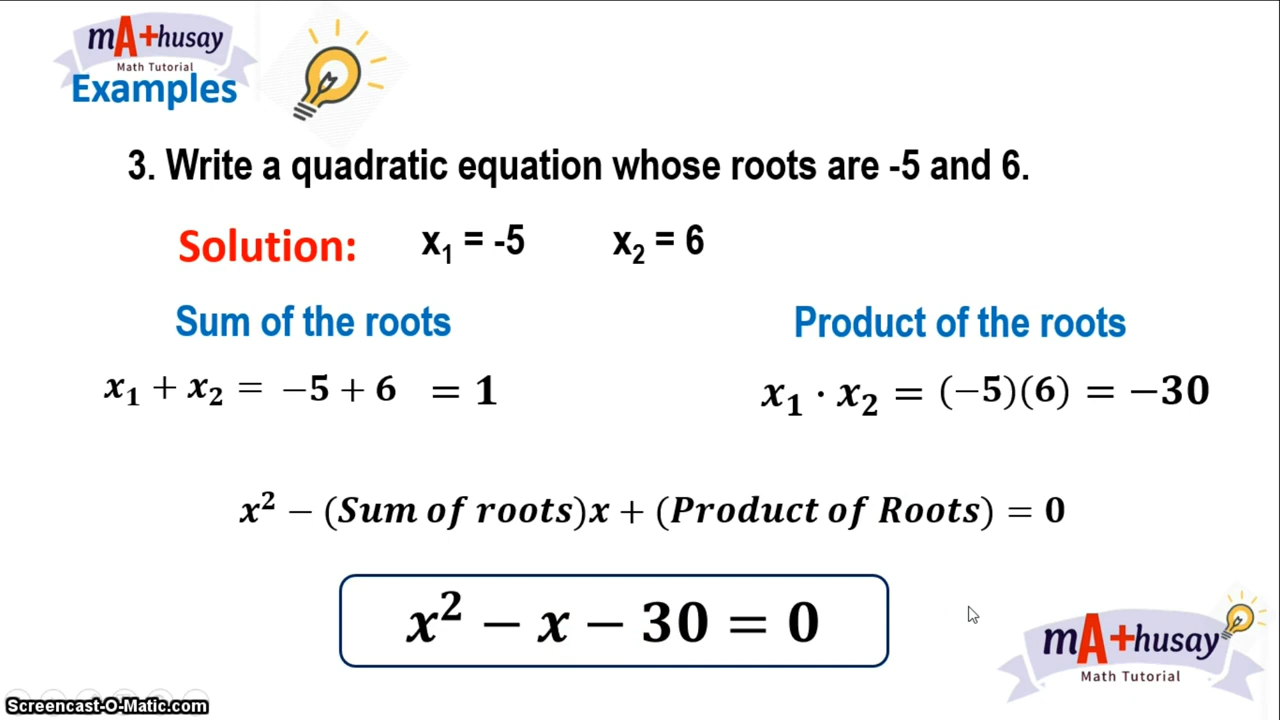 mA+husay
Math Tutorial
Examples
3. Write a quadratic equation whose roots are -5 and 6.
Solution: x₁ = -5 x₂ = 6
Sum of the roots Product of the roots
x₁ + x₂ = −5 + 6 = 1 x₁ · x₂ = (−5)(6) = −30
x² − (Sum of roots)x + (Product of Roots) = 0
x² − x − 30 = 0
mA+husay
Math Tutorial
Screencast-O-Matic.com